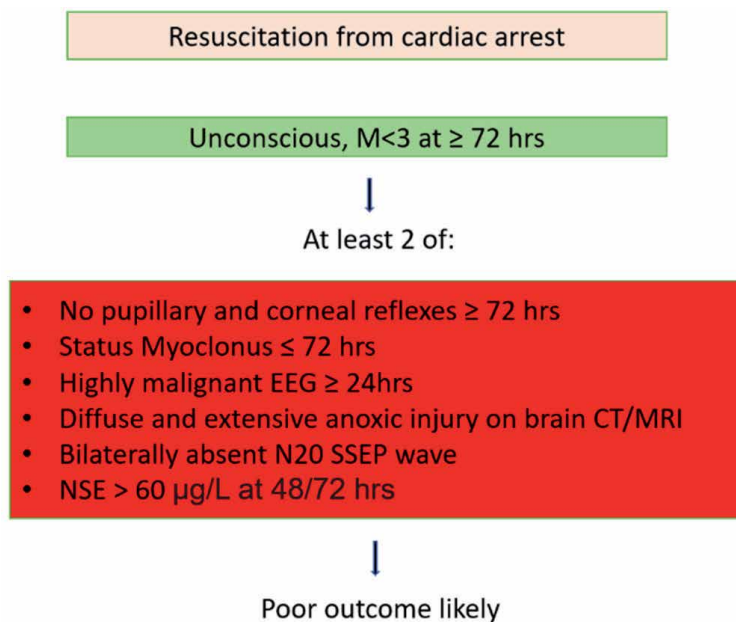 Resuscitation from cardiac arrest
Unconscious, M<3 at ≥ 72 hrs
At least 2 of:
• No pupillary and corneal reflexes ≥ 72 hrs
• Status Myoclonus ≤ 72 hrs
• Highly malignant EEG ≥ 24hrs
• Diffuse and extensive anoxic injury on brain CT/MRI
• Bilaterally absent N20 SSEP wave
• NSE > 60 µg/L at 48/72 hrs
Poor outcome likely